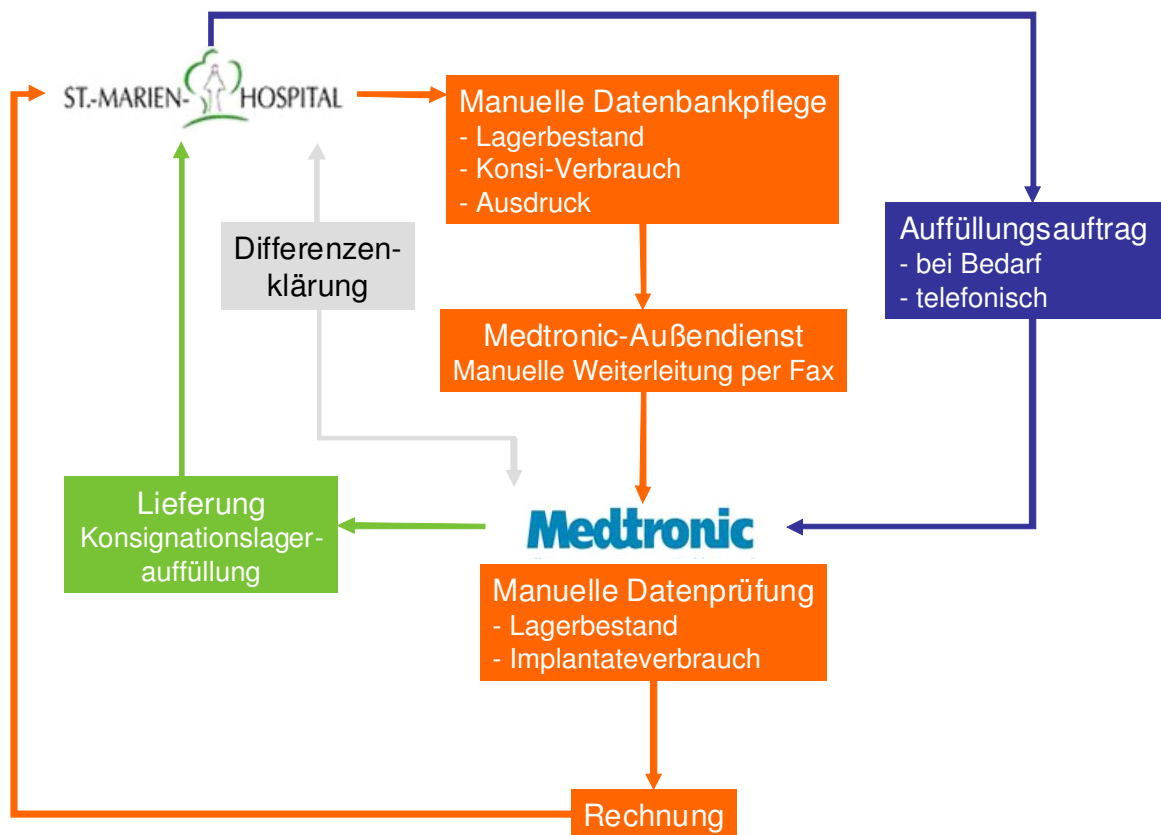 ST.-MARIEN-HOSPITAL
Manuelle Datenbankpflege
- Lagerbestand
- Konsi-Verbrauch
- Ausdruck
Auffüllungsauftrag
- bei Bedarf
- telefonisch
Differenzen-
klärung
Medtronic-Außendienst
Manuelle Weiterleitung per Fax
Lieferung
Konsignationslager-
auffüllung
Medtronic
Manuelle Datenprüfung
- Lagerbestand
- Implantateverbrauch
Rechnung